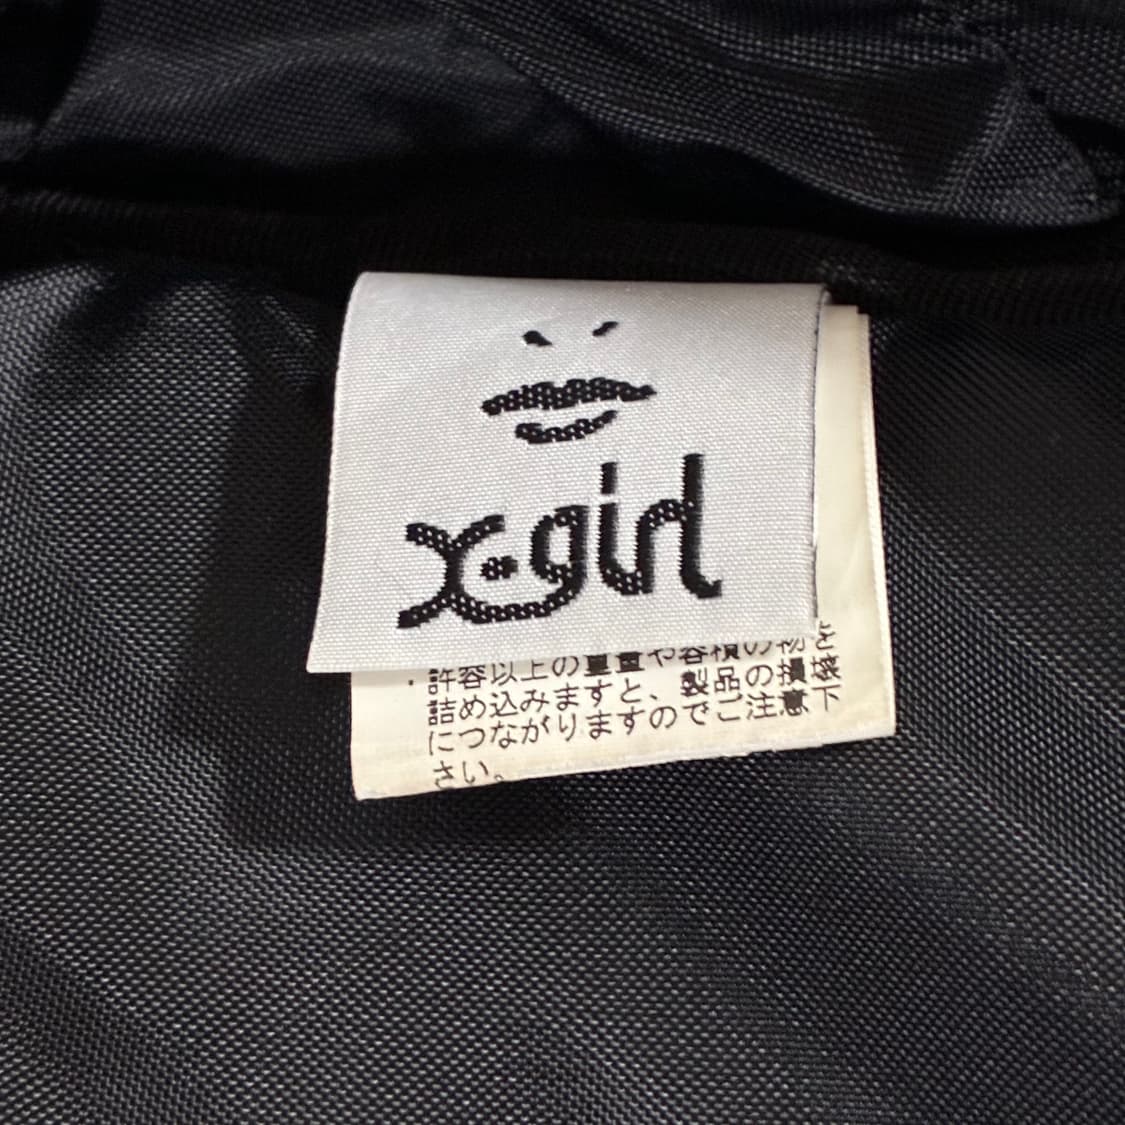 X-girl
・許容以上の重量や容積の物を
詰め込みますと、製品の損壊
につながりますのでご注意下
さい。